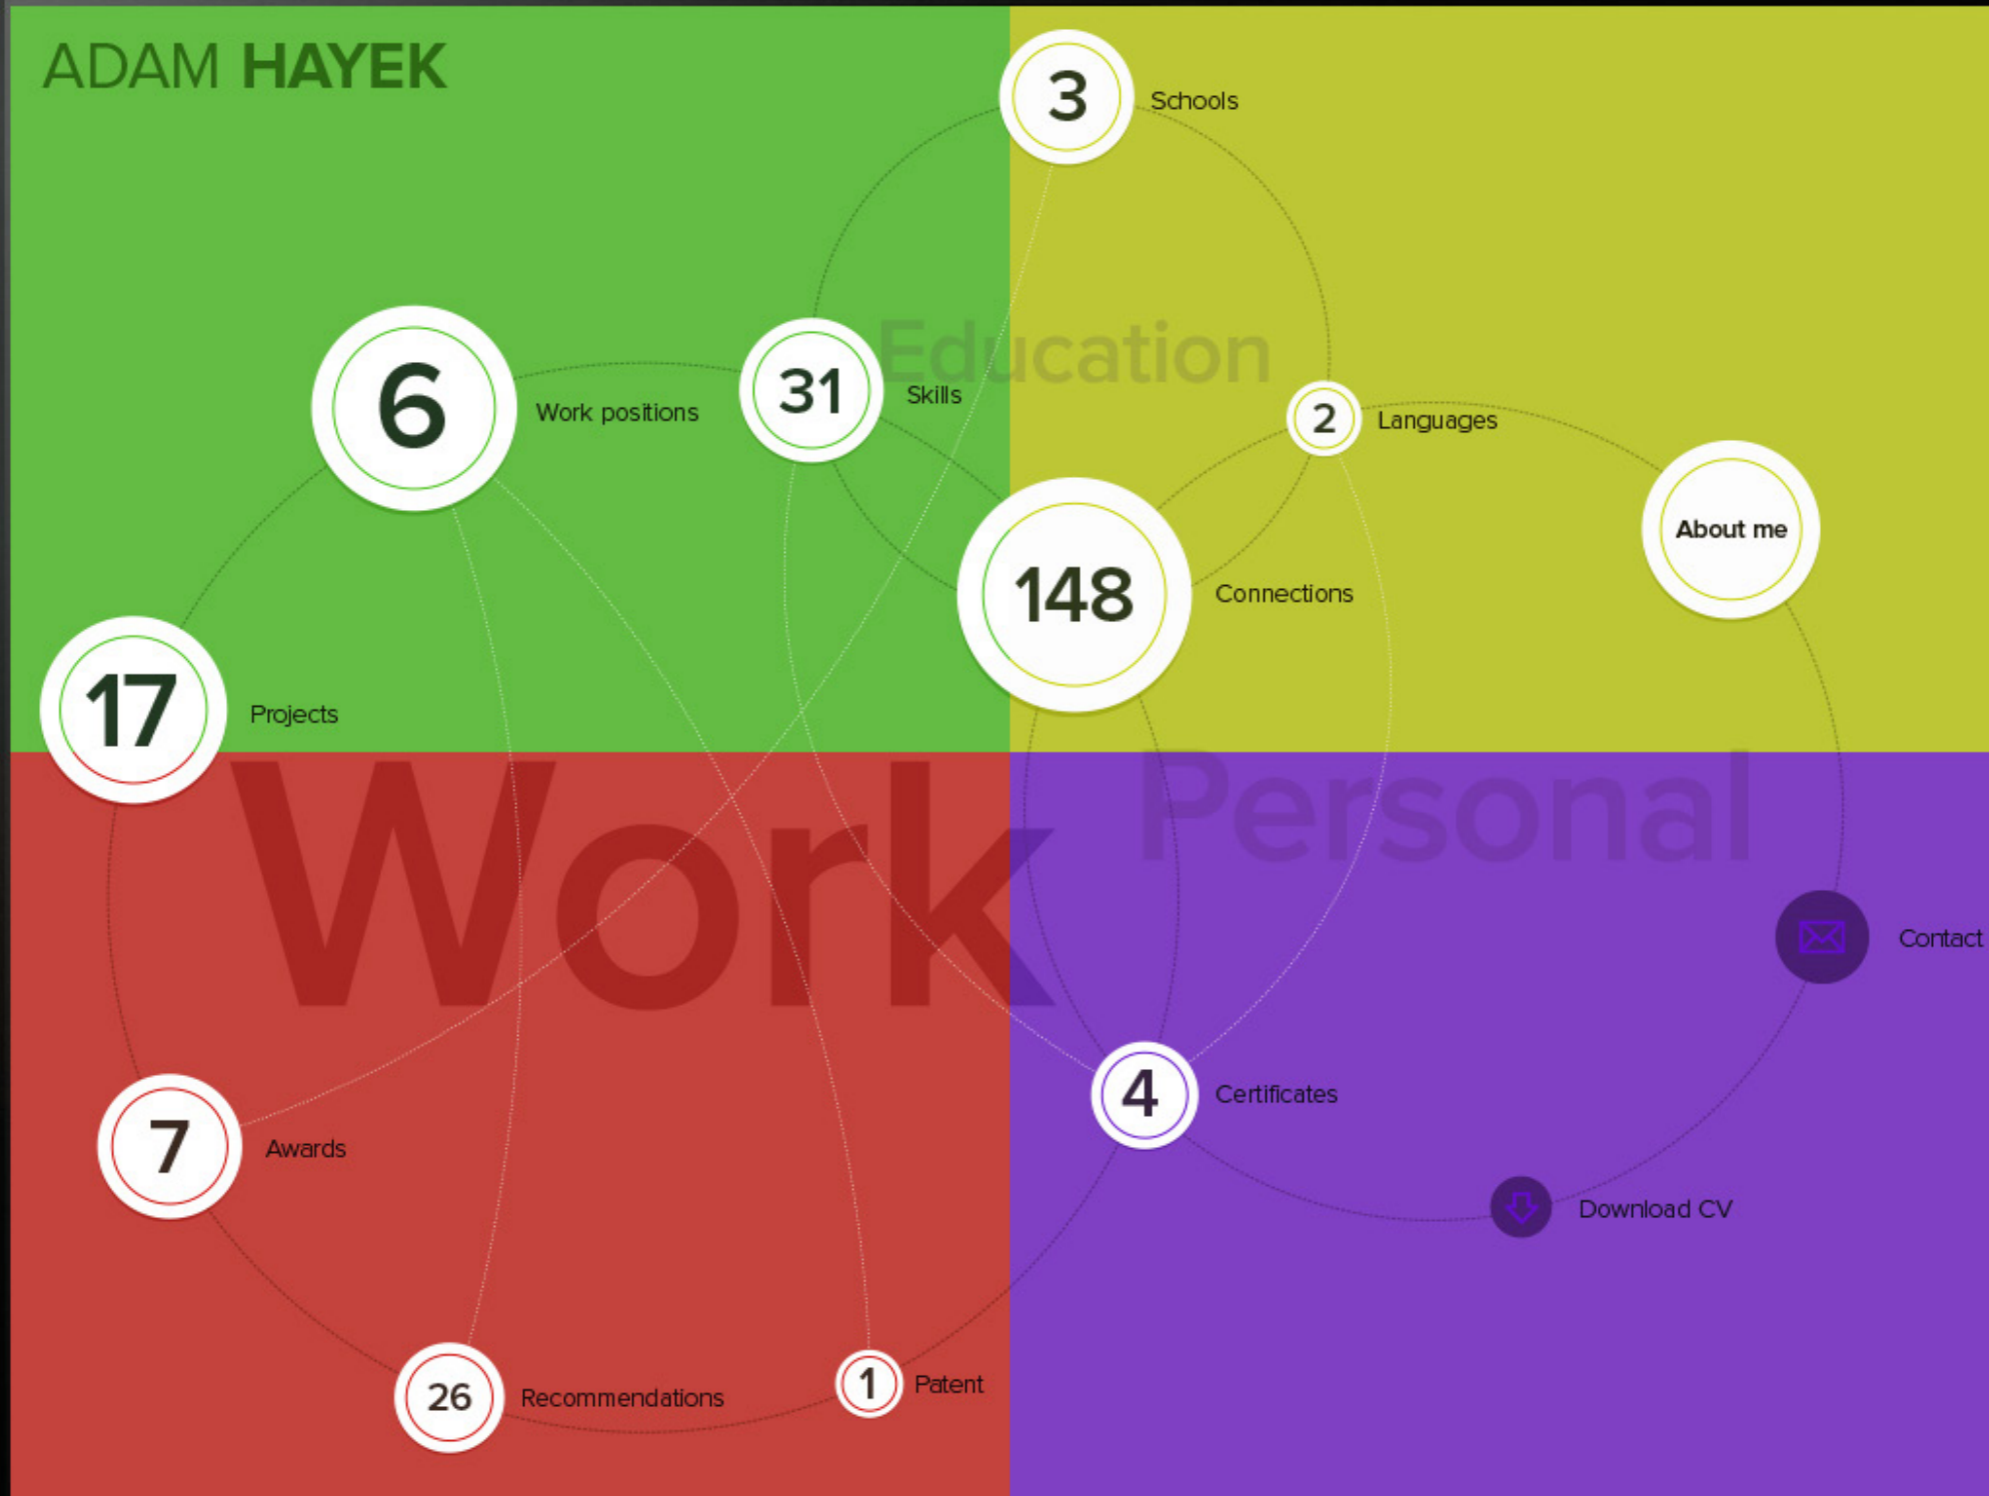 ADAM HAYEK
3
Schools
Education
6
Work positions
31
Skills
2
Languages
About me
148
Connections
17
Projects
Work
Personal
Contact
7
Awards
4
Certificates
Download CV
26
Recommendations
1
Patent